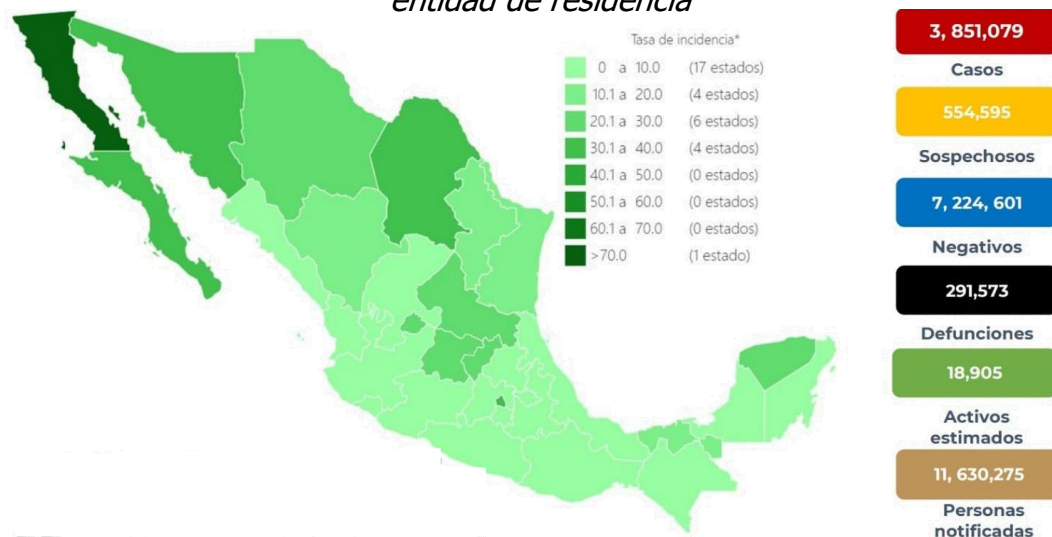 entidad de residencia
Tasa de incidencia*
0 a 10.0 (17 estados)
10.1 a 20.0 (4 estados)
20.1 a 30.0 (6 estados)
30.1 a 40.0 (4 estados)
40.1 a 50.0 (0 estados)
50.1 a 60.0 (0 estados)
60.1 a 70.0 (0 estados)
>70.0 (1 estado)
3, 851,079
Casos
554,595
Sospechosos
7, 224, 601
Negativos
291,573
Defunciones
18,905
Activos
estimados
11, 630,275
Personas
notificadas